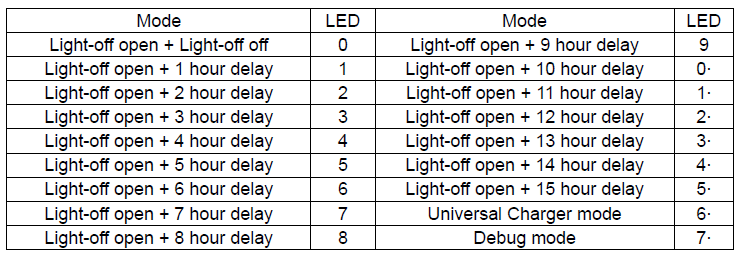 Mode LED Mode LED
Light-off open + Light-off off 0 Light-off open + 9 hour delay 9
Light-off open + 1 hour delay 1 Light-off open + 10 hour delay 0·
Light-off open + 2 hour delay 2 Light-off open + 11 hour delay 1·
Light-off open + 3 hour delay 3 Light-off open + 12 hour delay 2·
Light-off open + 4 hour delay 4 Light-off open + 13 hour delay 3·
Light-off open + 5 hour delay 5 Light-off open + 14 hour delay 4·
Light-off open + 6 hour delay 6 Light-off open + 15 hour delay 5·
Light-off open + 7 hour delay 7 Universal Charger mode 6·
Light-off open + 8 hour delay 8 Debug mode 7·